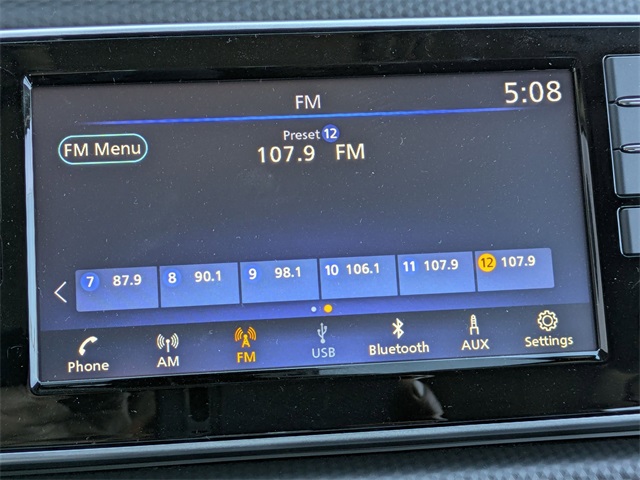 FM
5:08
FM Menu
Preset 12
107.9 FM
7 87.9 8 90.1 9 98.1 10 106.1 11 107.9 12 107.9
Phone AM FM USB Bluetooth AUX Settings